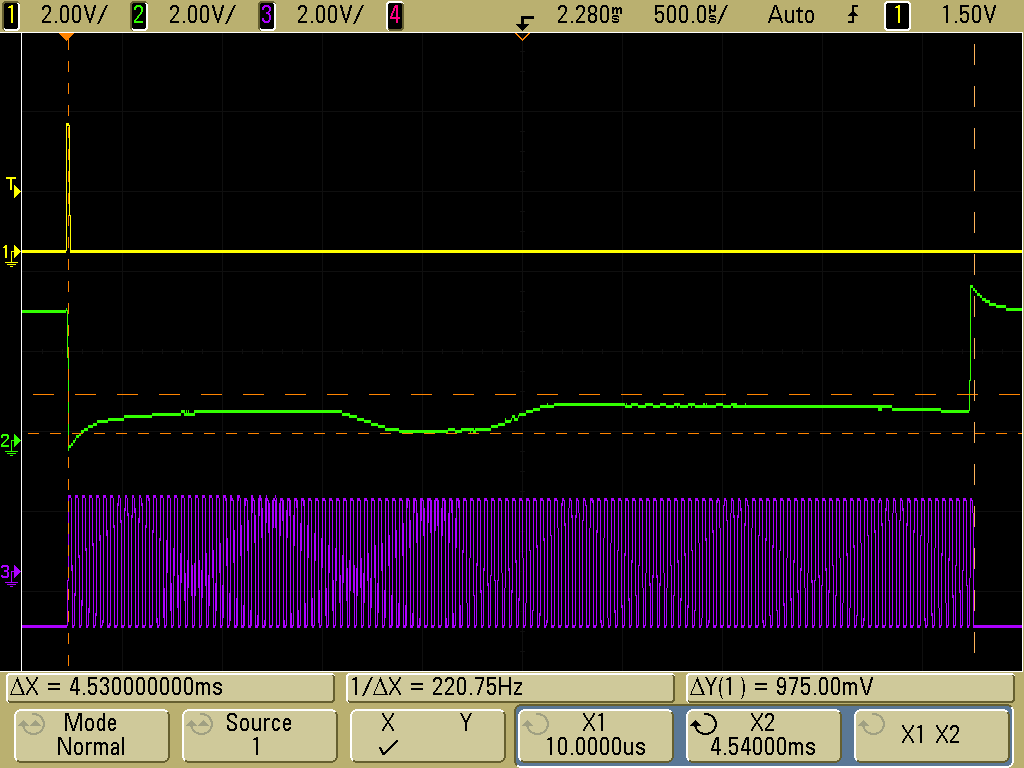 1 2.00V/ 2 2.00V/ 3 2.00V/ 4 2.280ms 500.0s/ Auto 1 1.50V
T
1
2
3
ΔX = 4.530000000ms 1/ΔX = 220.75Hz ΔY(1) = 975.00mV
Mode Source X Y X1 X2 X1 X2
Normal 1 ✓ 10.0000us 4.54000ms